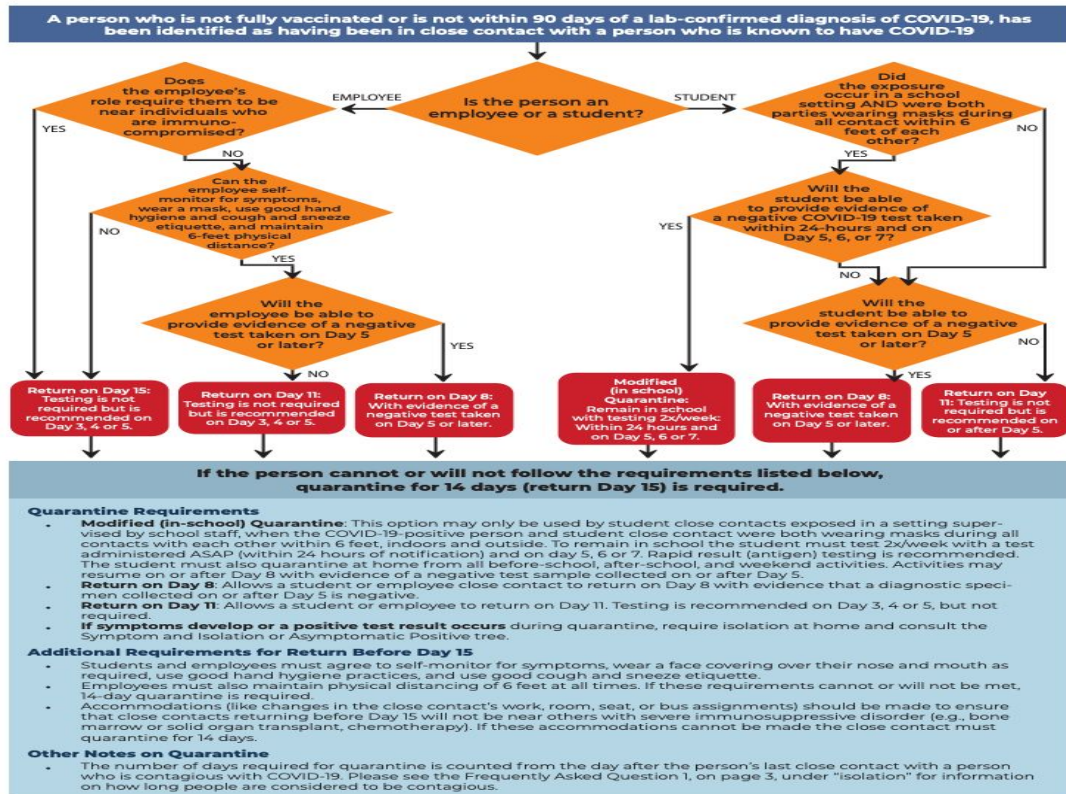 A person who is not fully vaccinated or is not within 90 days of a lab-confirmed diagnosis of COVID-19, has
been identified as having been in close contact with a person who is known to have COVID-19
Is the person an
employee or a student?
EMPLOYEE
STUDENT
Does
the employee's
role require them to be
near individuals who
are immuno-
compromised?
YES
NO
Can the
employee self-
monitor for symptoms,
wear a mask, use good hand
hygiene and cough and sneeze
etiquette, and maintain
6-feet physical
distance?
NO
YES
Will the
employee be able to
provide evidence of a negative
test taken on Day 5
or later?
NO
YES
Did
the exposure
occur in a school
setting AND were both
parties wearing masks during
all contact within 6
feet of each
other?
YES
NO
Will the
student be able
to provide evidence of
a negative COVID-19 test taken
within 24-hours and on
Day 5, 6, or 7?
YES
NO
Will the
student be able to
provide evidence of a negative
test taken on Day 5
or later?
YES
NO
Return on Day 15:
Testing is not
required but is
recommended on
Day 3, 4 or 5.
Return on Day 11:
Testing is not required
but is recommended
on Day 3, 4 or 5.
Return on Day 8:
With evidence of a
negative test taken
on Day 5 or later.
Modified
(in school)
Quarantine:
Remain in school
with testing 2x/week:
Within 24 hours and
on Day 5, 6 or 7.
Return on Day 8:
With evidence of a
negative test taken
on Day 5 or later.
Return on Day
11: Testing is not
required but is
recommended on
or after Day 5.
If the person cannot or will not follow the requirements listed below,
quarantine for 14 days (return Day 15) is required.
Quarantine Requirements
• Modified (in-school) Quarantine: This option may only be used by student close contacts exposed in a setting super-
vised by school staff, when the COVID-19-positive person and student close contact were both wearing masks during all
contacts with each other within 6 feet, indoors and outside. To remain in school the student must test 2x/week with a test
administered ASAP (within 24 hours of notification) and on day 5, 6 or 7. Rapid result (antigen) testing is recommended.
The student must also quarantine at home from all before-school, after-school, and weekend activities. Activities may
resume on or after Day 8 with evidence of a negative test sample collected on or after Day 5.
• Return on Day 8: Allows a student or employee close contact to return on Day 8 with evidence that a diagnostic speci-
men collected on or after Day 5 is negative.
• Return on Day 11: Allows a student or employee to return on Day 11. Testing is recommended on Day 3, 4 or 5, but not
required.
• If symptoms develop or a positive test result occurs during quarantine, require isolation at home and consult the
Symptom and Isolation or Asymptomatic Positive tree.
Additional Requirements for Return Before Day 15
• Students and employees must agree to self-monitor for symptoms, wear a face covering over their nose and mouth as
required, use good hand hygiene practices, and use good cough and sneeze etiquette.
• Employees must also maintain physical distancing of 6 feet at all times. If these requirements cannot or will not be met,
14-day quarantine is required.
• Accommodations (like changes in the close contact's work, room, seat, or bus assignments) should be made to ensure
that close contacts returning before Day 15 will not be near others with severe immunosuppressive disorder (e.g., bone
marrow or solid organ transplant, chemotherapy). If these accommodations cannot be made the close contact must
quarantine for 14 days.
Other Notes on Quarantine
• The number of days required for quarantine is counted from the day after the person's last close contact with a person
who is contagious with COVID-19. Please see the Frequently Asked Question 1, on page 3, under "isolation" for information
on how long people are considered to be contagious.